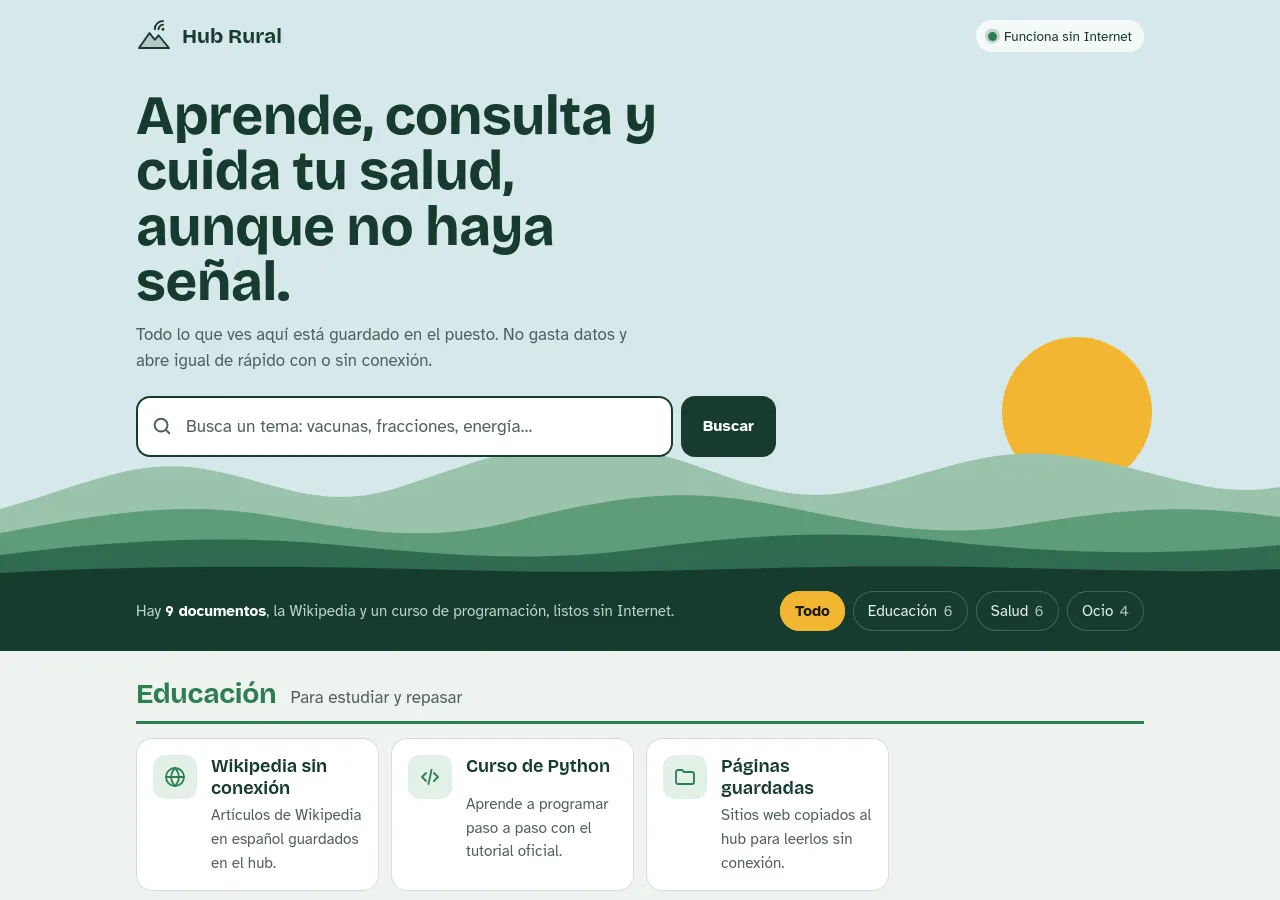 Hub Rural
Funciona sin Internet
Aprende, consulta y
cuida tu salud,
aunque no haya
señal.
Todo lo que ves aquí está guardado en el puesto. No gasta datos y
abre igual de rápido con o sin conexión.
Busca un tema: vacunas, fracciones, energía...
Buscar
Hay 9 documentos, la Wikipedia y un curso de programación, listos sin Internet.
Todo
Educación 6
Salud 6
Ocio 4
Educación Para estudiar y repasar
Wikipedia sin
conexión
Artículos de Wikipedia
en español guardados
en el hub.
Curso de Python
Aprende a programar
paso a paso con el
tutorial oficial.
Páginas
guardadas
Sitios web copiados al
hub para leerlos sin
conexión.